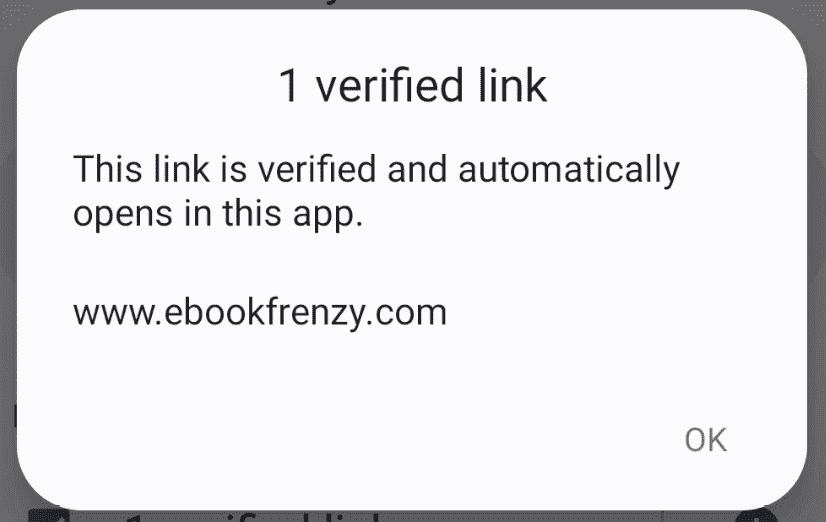 1 verified link
This link is verified and automatically
opens in this app.
www.ebookfrenzy.com
OK